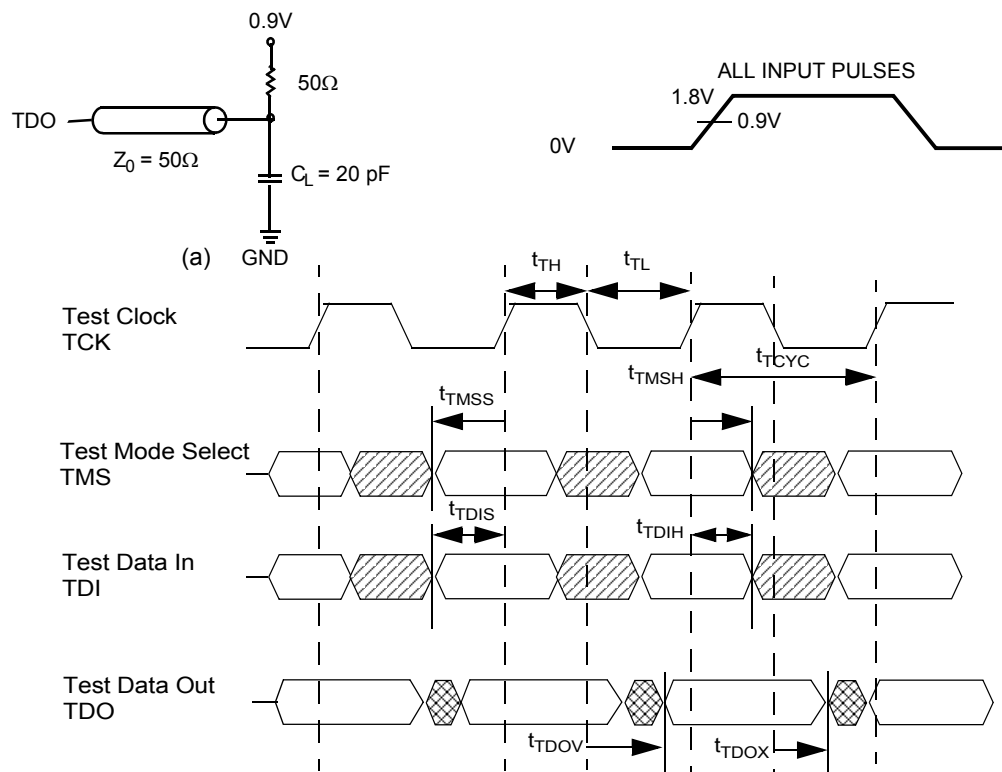 0.9V
50Ω
TDO
Z0 = 50Ω
CL = 20 pF
(a) GND
ALL INPUT PULSES
1.8V
0.9V
0V
tTH
tTL
Test Clock
TCK
tTCYC
tTMSH
tTMSS
Test Mode Select
TMS
tTDIS
tTDIH
Test Data In
TDI
Test Data Out
TDO
tTDOV
tTDOX